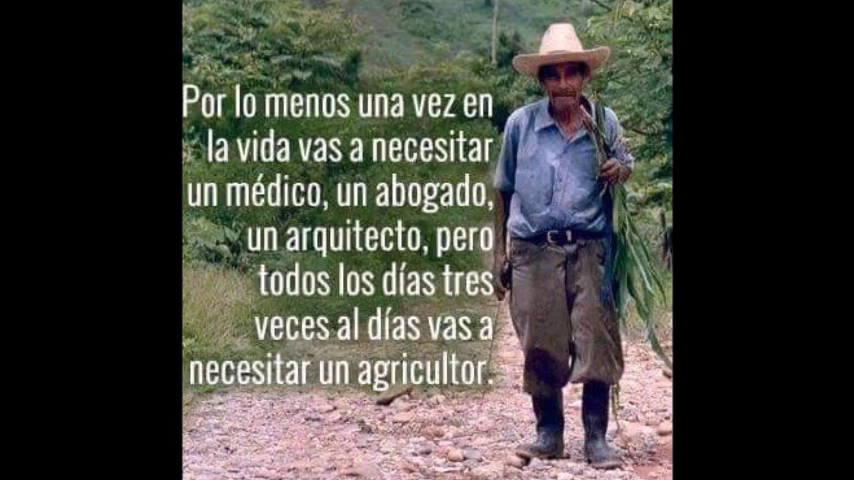 Por lo menos una vez en
la vida vas a necesitar
un médico, un abogado,
un arquitecto, pero
todos los días tres
veces al días vas a
necesitar un agricultor.